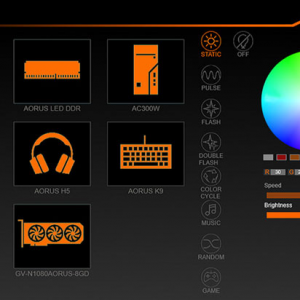 STATIC
OFF
AORUS LED DDR
AC300W
PULSE
FLASH
DOUBLE
FLASH
AORUS H5
AORUS K9
COLOR
CYCLE
R
G
Speed
MUSIC
Brightness
RANDOM
GV-N1080AORUS-8GD
GAME